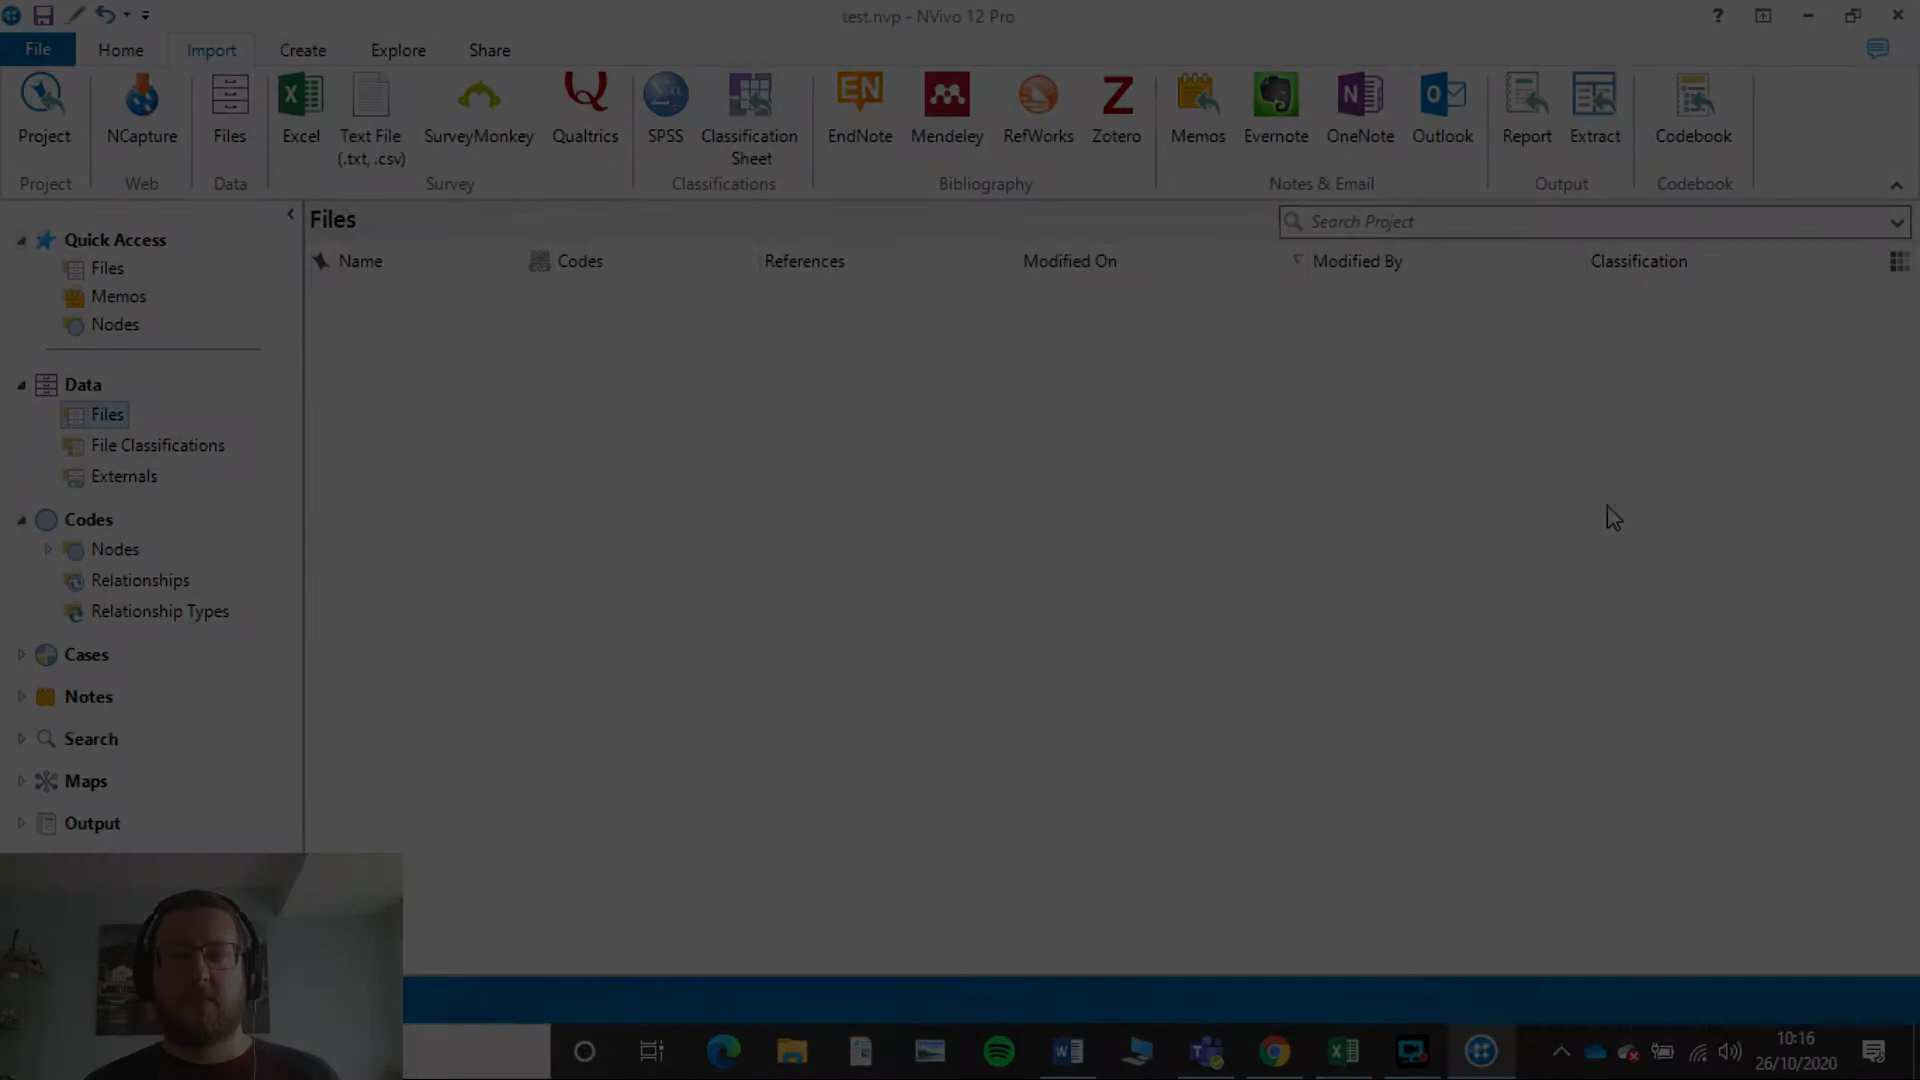 test.nvp - NVivo 12 Pro
File Home Import Create Explore Share
Project NCapture Files Excel Text File (.txt, .csv) SurveyMonkey Qualtrics SPSS Classification Sheet EndNote Mendeley RefWorks Zotero Memos Evernote OneNote Outlook Report Extract Codebook
Project Web Data Survey Classifications Bibliography Notes & Email Output Codebook
Files Search Project
Name Codes References Modified On Modified By Classification
Quick Access
Files
Memos
Nodes
Data
Files
File Classifications
Externals
Codes
Nodes
Relationships
Relationship Types
Cases
Notes
Search
Maps
Output
10:16
26/10/2020